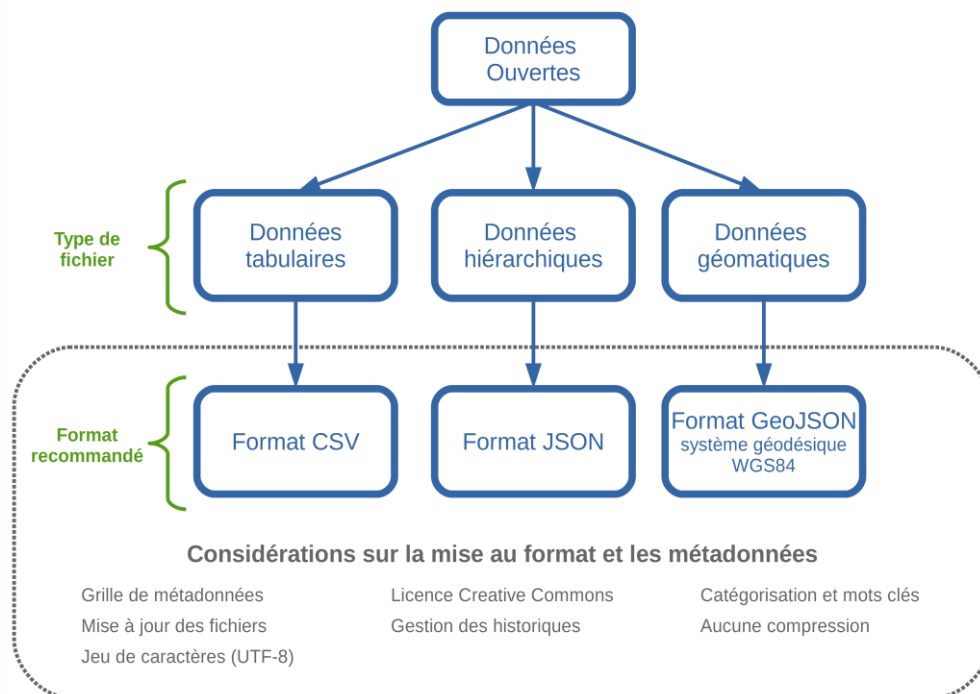 Données
Ouvertes
Type de
fichier
Données
tabulaires
Données
hiérarchiques
Données
géomatiques
Format
recommandé
Format CSV
Format JSON
Format GeoJSON
système géodésique
WGS84
Considérations sur la mise au format et les métadonnées
Grille de métadonnées
Mise à jour des fichiers
Jeu de caractères (UTF-8)
Licence Creative Commons
Gestion des historiques
Catégorisation et mots clés
Aucune compression